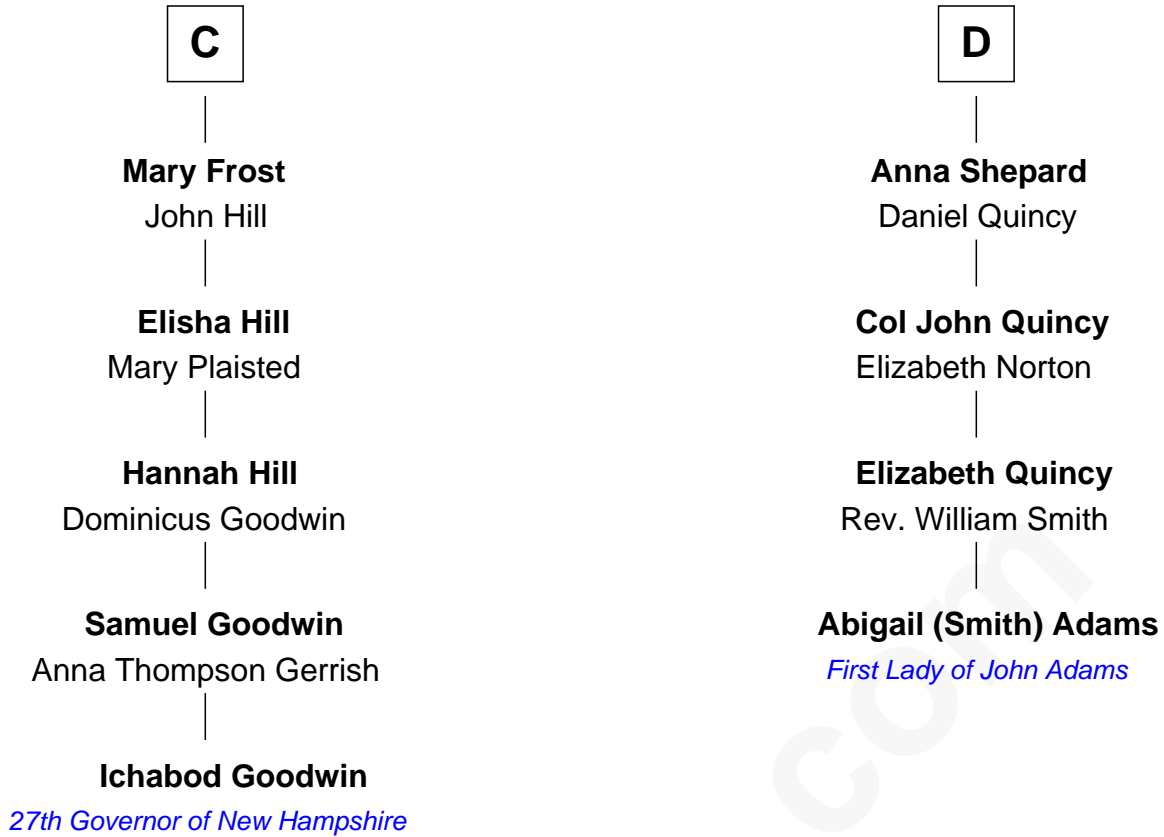 C
Mary Frost
John Hill
Elisha Hill
Mary Plaisted
Hannah Hill
Dominicus Goodwin
Samuel Goodwin
Anna Thompson Gerrish
Ichabod Goodwin
27th Governor of New Hampshire
D
Anna Shepard
Daniel Quincy
Col John Quincy
Elizabeth Norton
Elizabeth Quincy
Rev. William Smith
Abigail (Smith) Adams
First Lady of John Adams
com